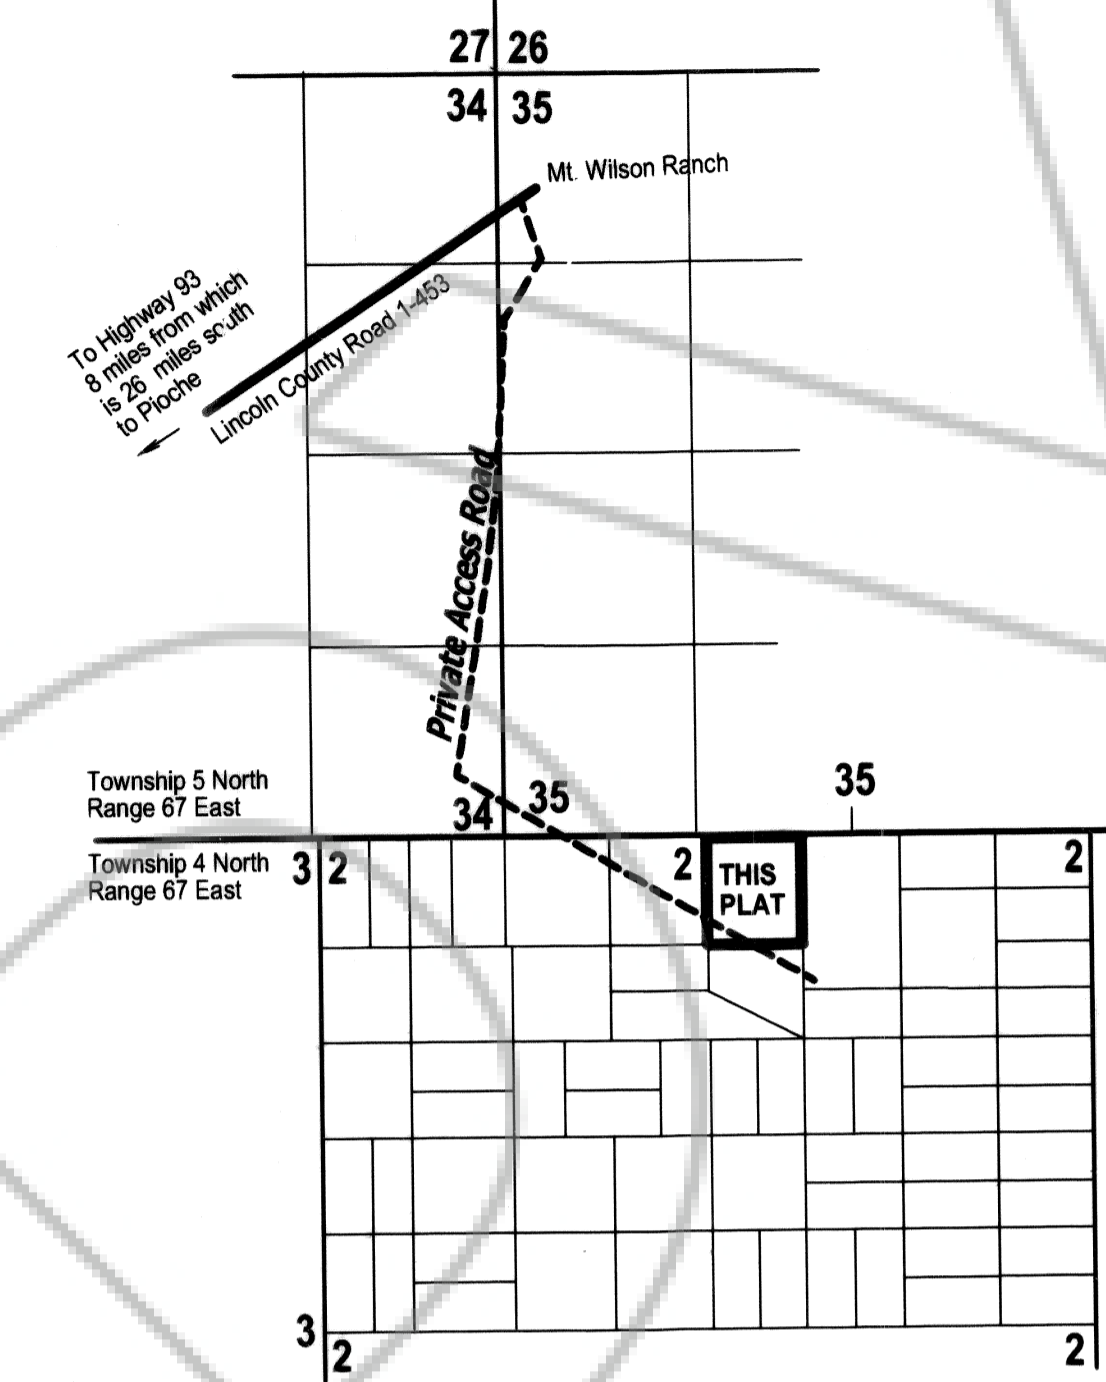 27 26
34 35
Mt. Wilson Ranch
To Highway 93
8 miles from which
is 26 miles south
to Pioche
Lincoln County Road 1-453
Private Access Road
Township 5 North
Range 67 East
34 35
35
Township 4 North
Range 67 East
3 2
2
THIS
PLAT
2
3
2
2